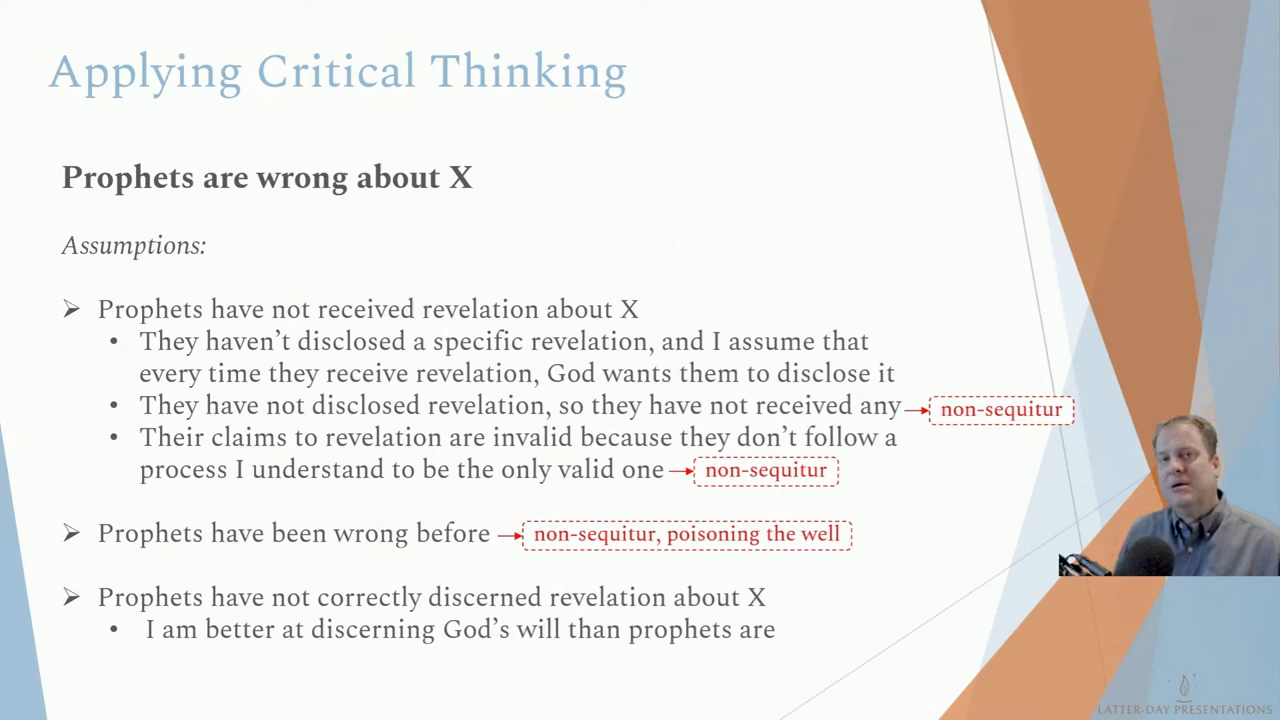 Applying Critical Thinking
Prophets are wrong about X
Assumptions:
Prophets have not received revelation about X
They haven’t disclosed a specific revelation, and I assume that
every time they receive revelation, God wants them to disclose it
They have not disclosed revelation, so they have not received any
non-sequitur
Their claims to revelation are invalid because they don’t follow a
process I understand to be the only valid one
non-sequitur
Prophets have been wrong before
non-sequitur, poisoning the well
Prophets have not correctly discerned revelation about X
I am better at discerning God’s will than prophets are
LATTER-DAY PRESENTATIONS